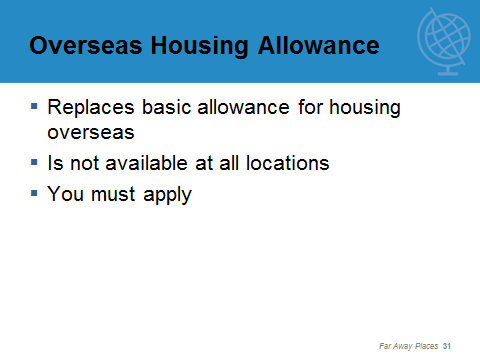 Overseas Housing Allowance
▪ Replaces basic allowance for housing
overseas
▪ Is not available at all locations
▪ You must apply
Far Away Places 31